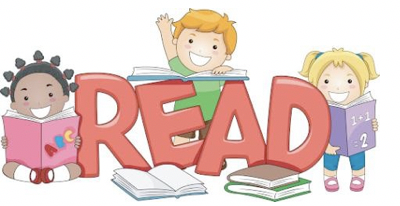 READ
ABC
1+1
=2